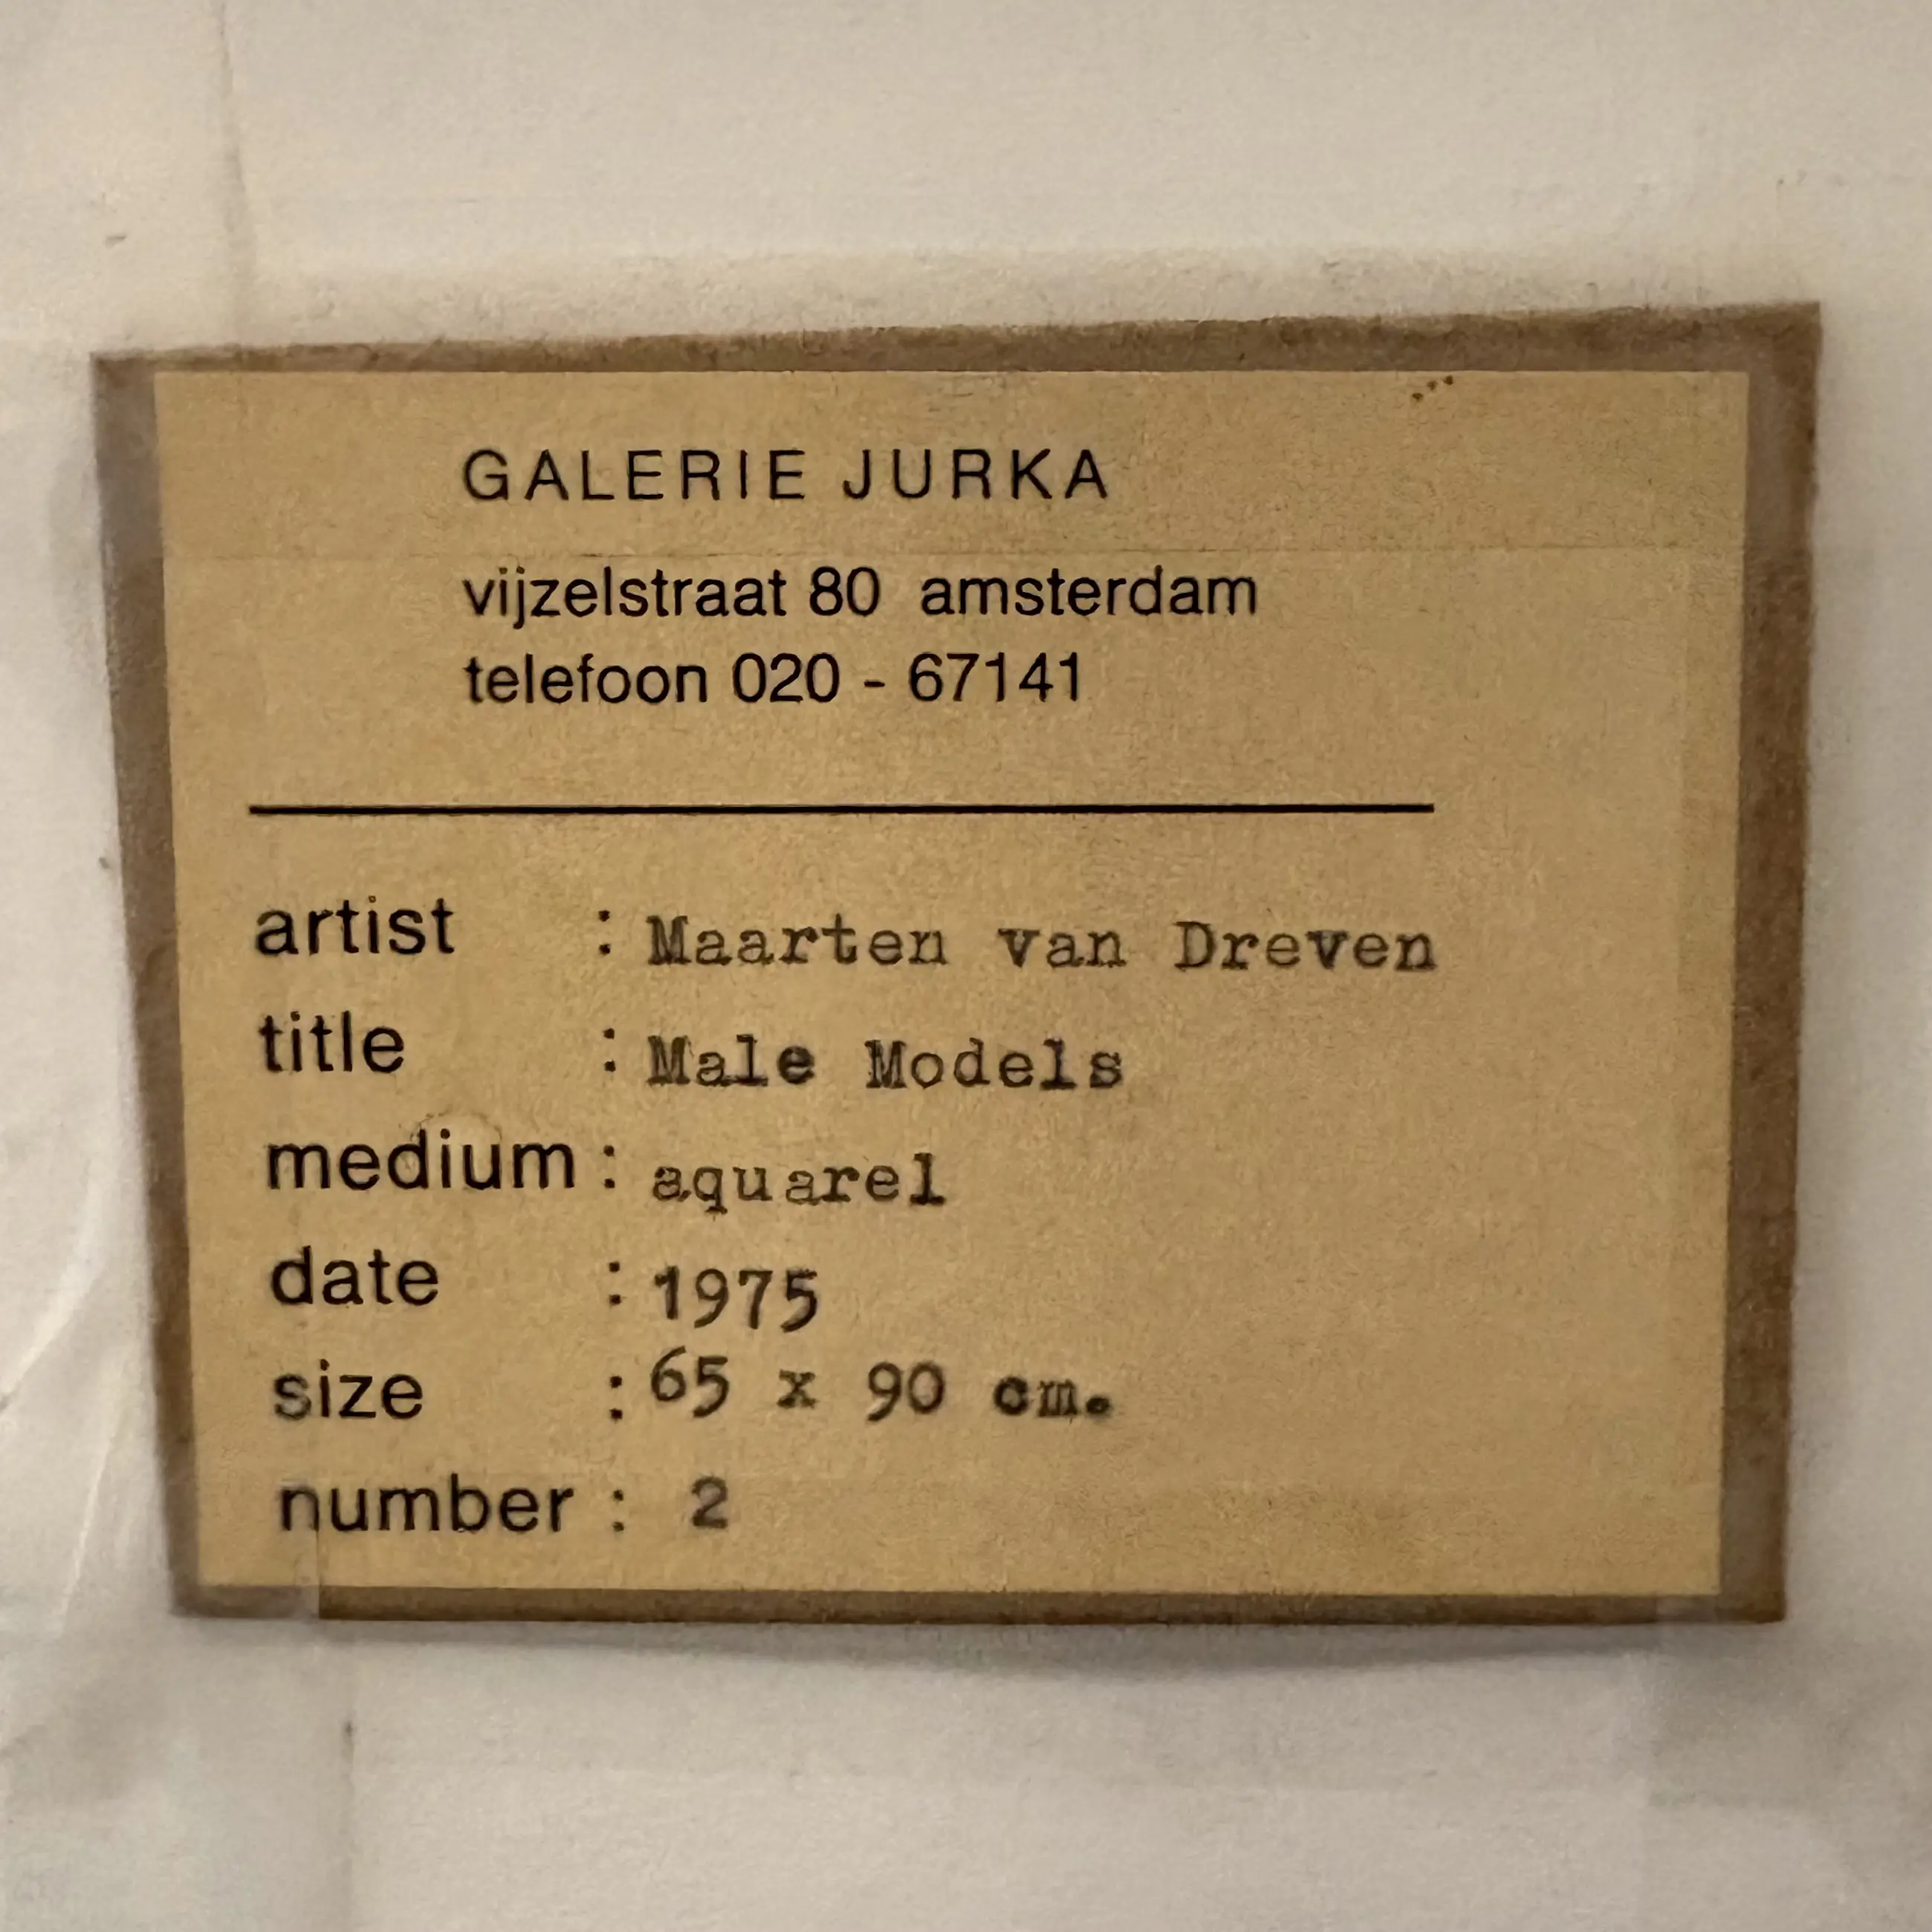 GALERIE JURKA
vijzelstraat 80 amsterdam
telefoon 020 - 67141
artist : Maarten van Dreven
title : Male Models
medium : aquarel
date : 1975
size : 65 x 90 cm.
number : 2